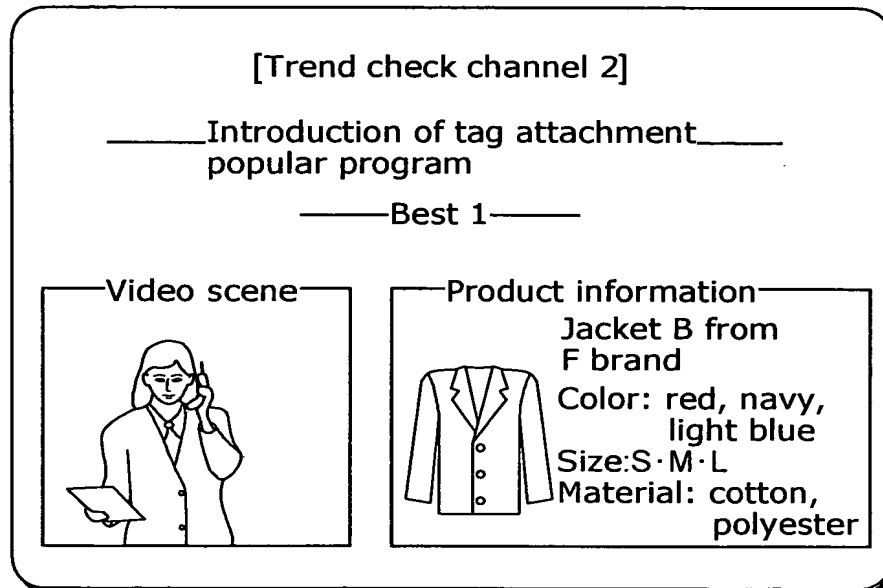 [Trend check channel 2]
Introduction of tag attachment
popular program
Best 1
Video scene
Product information
Jacket B from
F brand
Color: red, navy,
light blue
Size:S·M·L
Material: cotton,
polyester